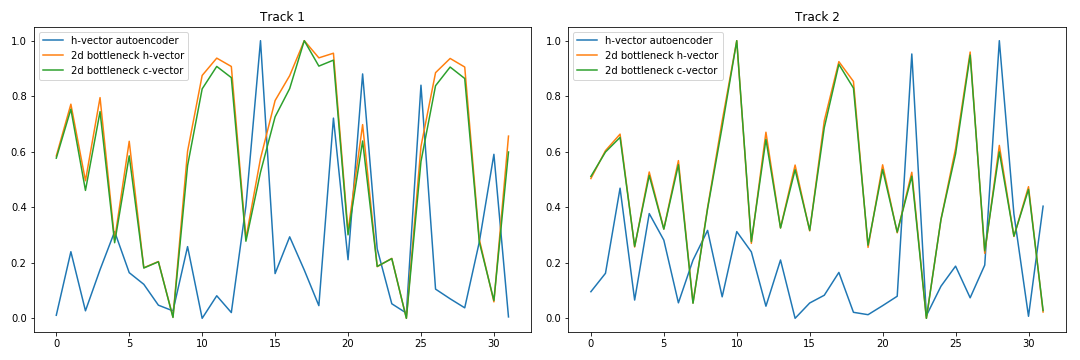 Track 1
h-vector autoencoder
2d bottleneck h-vector
2d bottleneck c-vector
1.0
0.8
0.6
0.4
0.2
0.0
0 5 10 15 20 25 30
Track 2
h-vector autoencoder
2d bottleneck h-vector
2d bottleneck c-vector
1.0
0.8
0.6
0.4
0.2
0.0
0 5 10 15 20 25 30